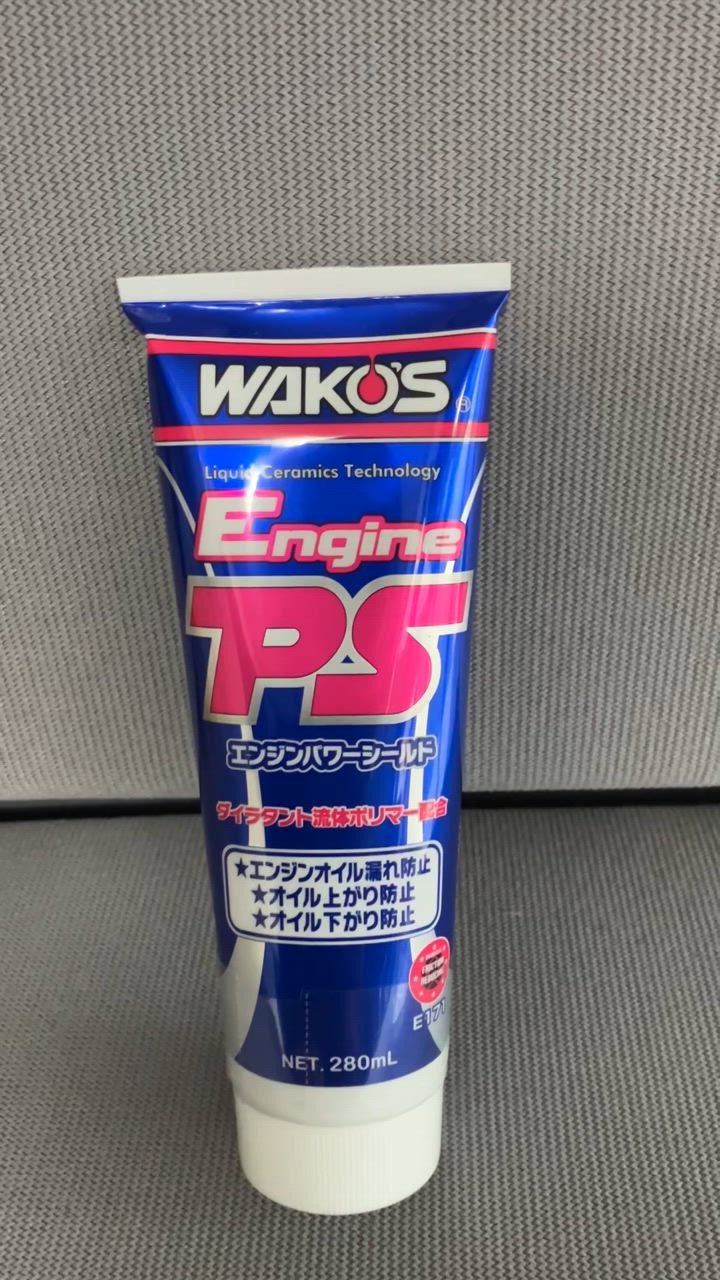 WAKO'S®
Liquid Ceramics Technology
Engine
PS
エンジンパワーシールド
ダイラタント流体ポリマー配合
★エンジンオイル漏れ防止
★オイル上がり防止
★オイル下がり防止
FRICTION
E171
NET. 280mL